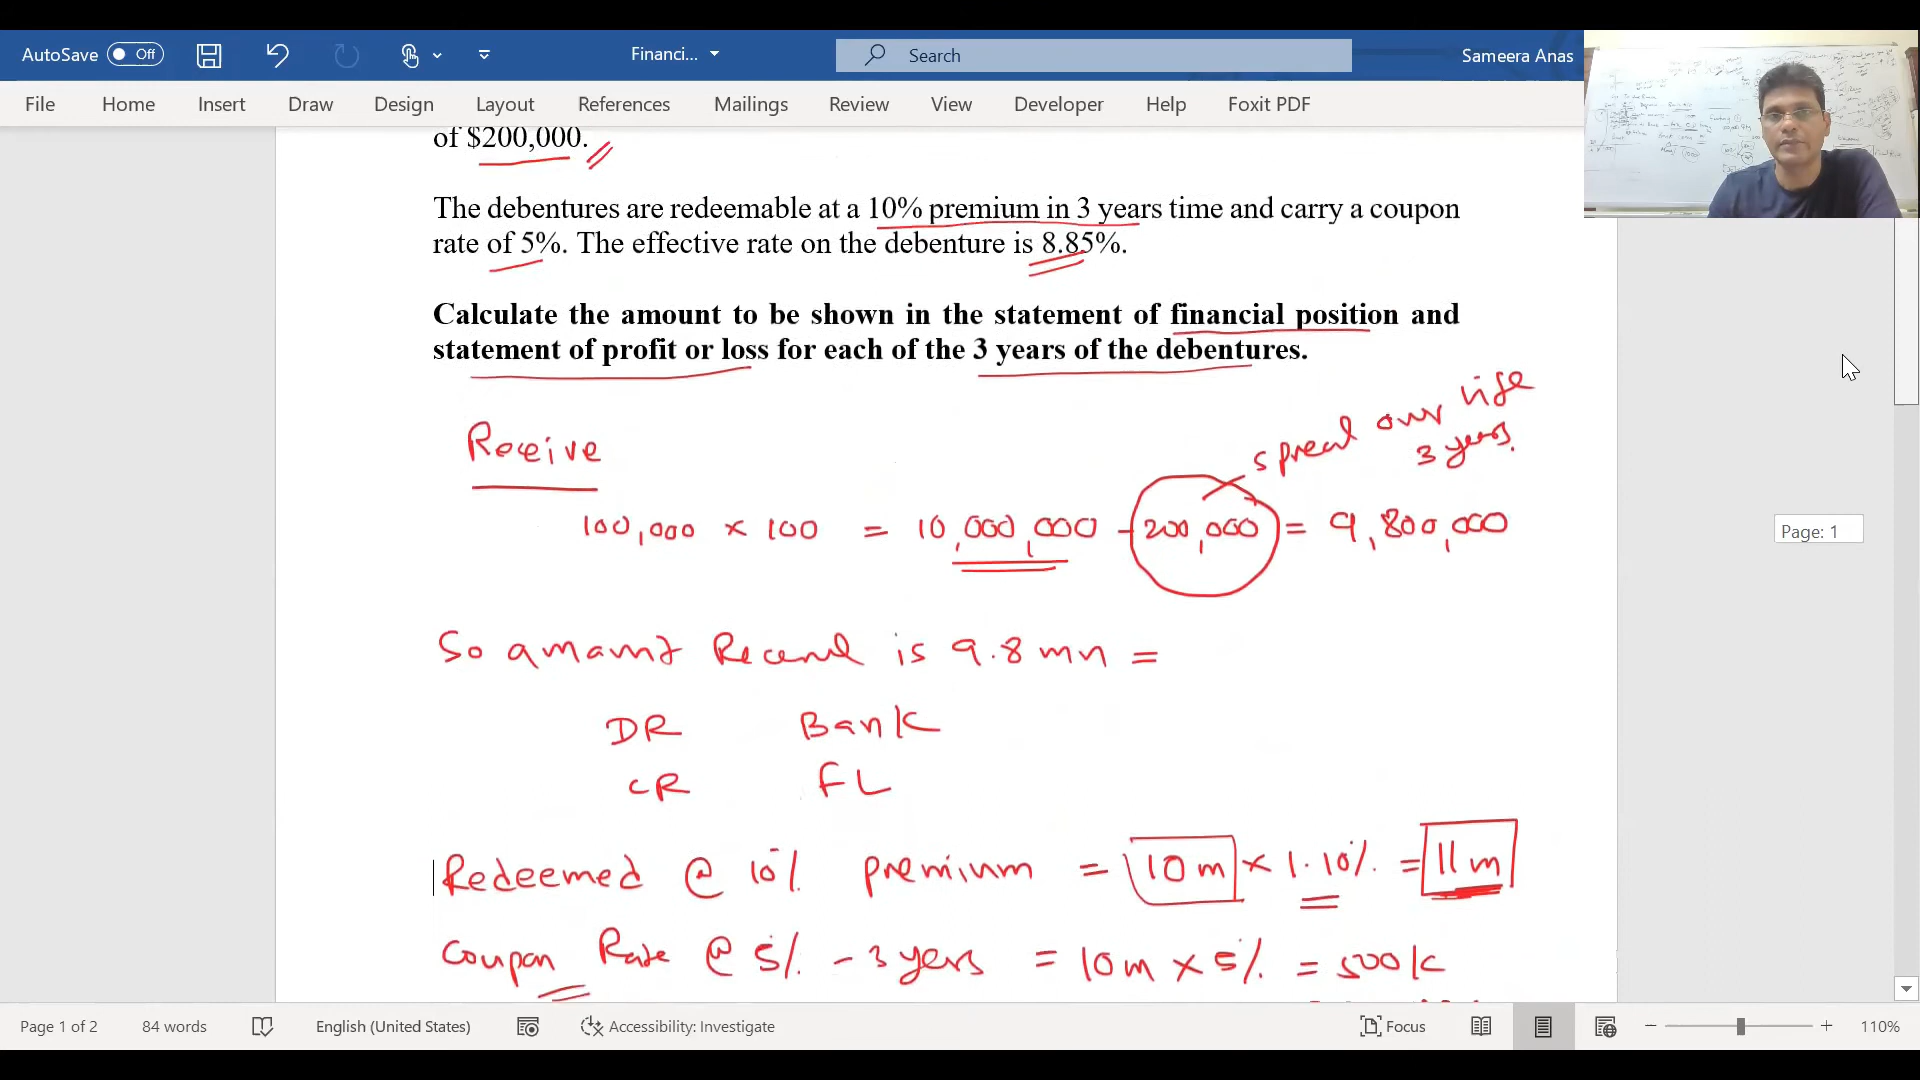 AutoSave Off Financi... Search Sameera Anas
File Home Insert Draw Design Layout References Mailings Review View Developer Help Foxit PDF
of $200,000.
The debentures are redeemable at a 10% premium in 3 years time and carry a coupon
rate of 5%. The effective rate on the debenture is 8.85%.
Calculate the amount to be shown in the statement of financial position and
statement of profit or loss for each of the 3 years of the debentures.
spread over life
3 years.
Receive
100,000 × 100 = 10,000,000 - 200,000 = 9,800,000
Page: 1
So amount Received is 9.8 mn =
DR Bank
CR FL
Redeemed @ 10% premium = 10 m × 1.10% = 11 m
Coupon Rate @ 5% - 3 yers = 10m × 5% = 500k
Page 1 of 2 84 words English (United States) Accessibility: Investigate Focus 110%